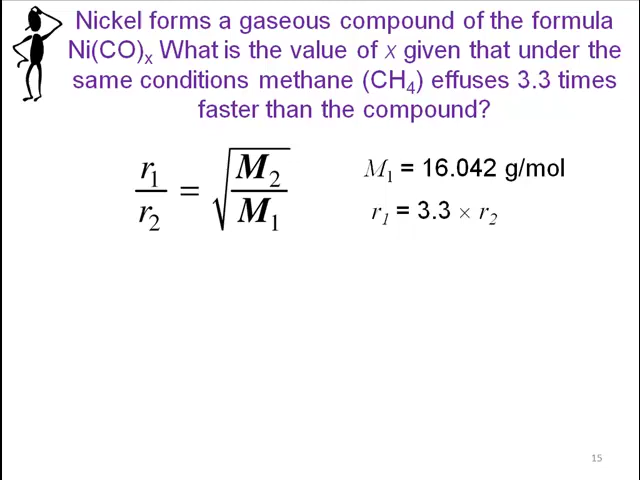 Nickel forms a gaseous compound of the formula
Ni(CO)ₓ What is the value of x given that under the
same conditions methane (CH₄) effuses 3.3 times
faster than the compound?
r₁/r₂ = √(M₂/M₁)
M₁ = 16.042 g/mol
r₁ = 3.3 × r₂
15